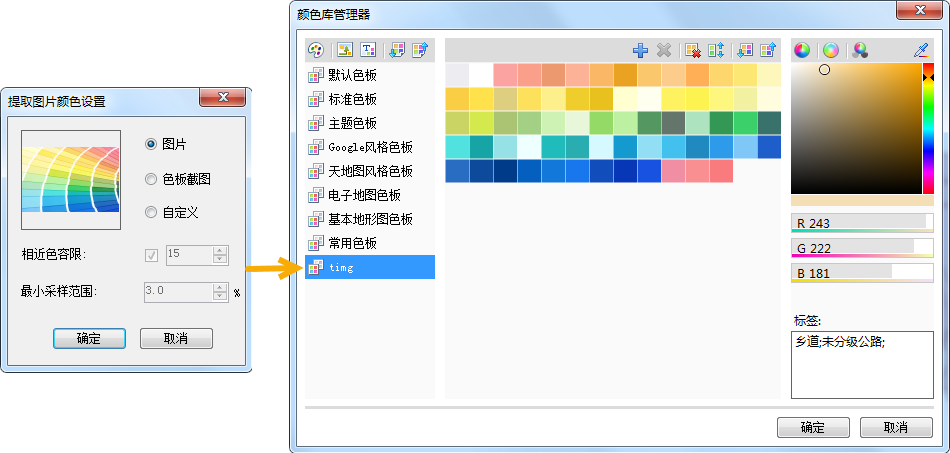 提取图片颜色设置
图片
色板截图
自定义
相近色容限:
15
最小采样范围:
3.0
%
确定
取消
颜色库管理器
默认色板
标准色板
主题色板
Google风格色板
天地图风格色板
电子地图色板
基本地形图色板
常用色板
timg
R 243
G 222
B 181
标签:
乡道;未分级公路;
确定
取消